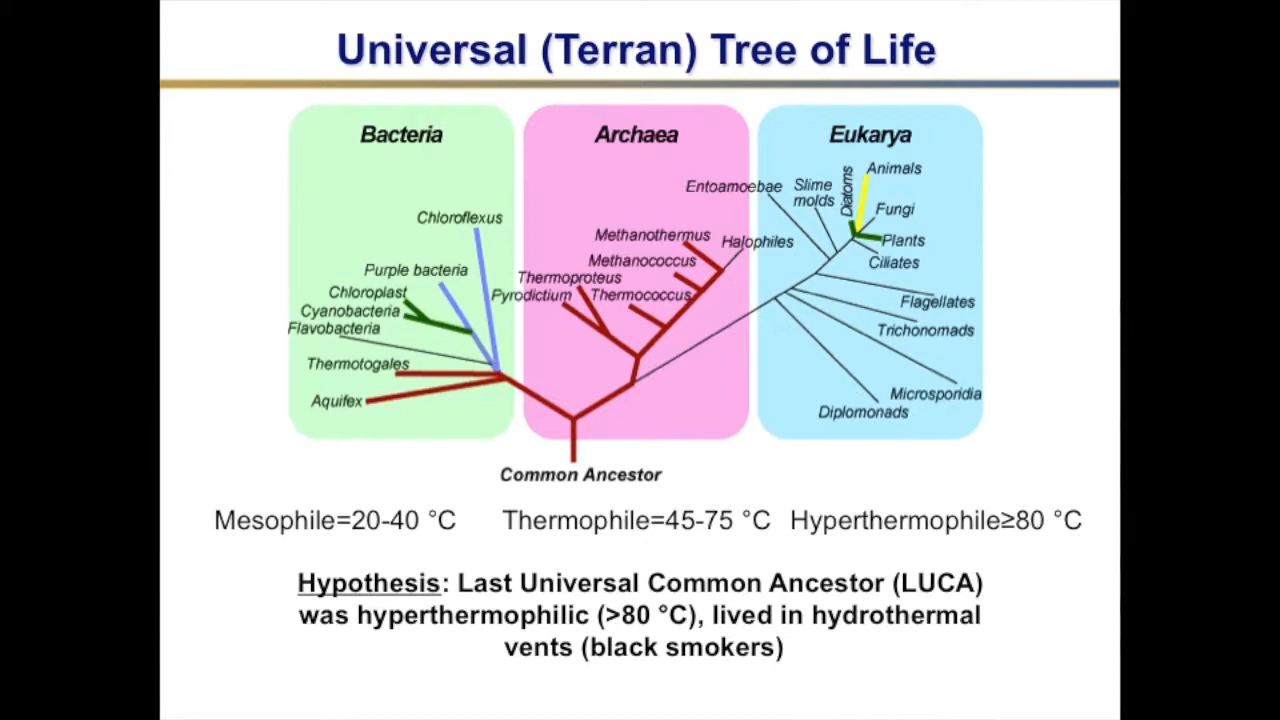 Universal (Terran) Tree of Life
Bacteria
Archaea
Eukarya
Chloroflexus
Purple bacteria
Chloroplast
Cyanobacteria
Flavobacteria
Thermotogales
Aquifex
Methanothermus
Halophiles
Methanococcus
Thermoproteus
Pyrodictium
Thermococcus
Entoamoebae
Slime
molds
Diatoms
Animals
Fungi
Plants
Ciliates
Flagellates
Trichonomads
Microsporidia
Diplomonads
Common Ancestor
Mesophile=20-40 °C Thermophile=45-75 °C Hyperthermophile≥80 °C
Hypothesis: Last Universal Common Ancestor (LUCA)
was hyperthermophilic (>80 °C), lived in hydrothermal
vents (black smokers)